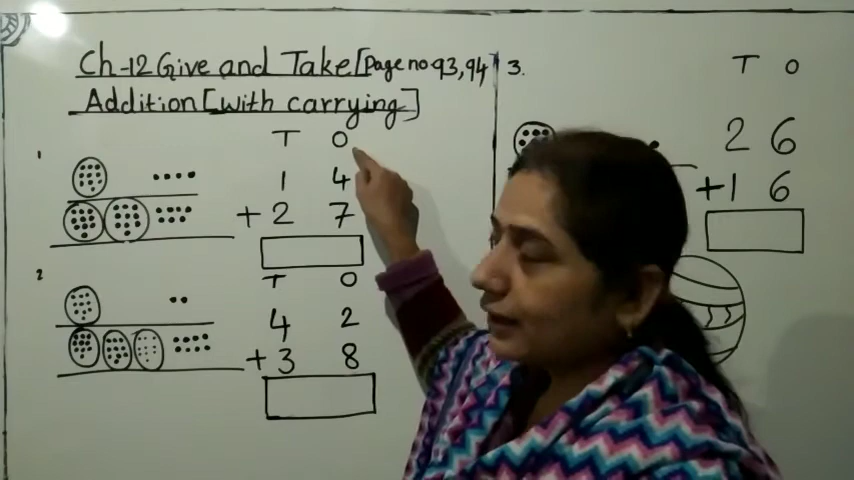 Ch-12 Give and Take [Page no 93,94
Addition [with carrying]
1
T O
1 4
+ 2 7
2
T O
4 2
+ 3 8
3.
T O
2 6
+1 6